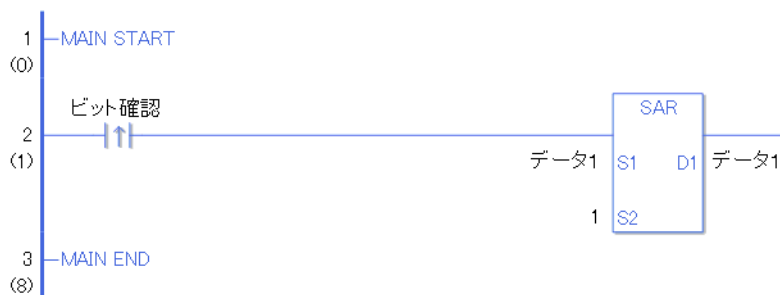 1 MAIN START
(0)
ビット確認
SAR
2
(1)
データ1 S1 D1 データ1
1 S2
3 MAIN END
(8)